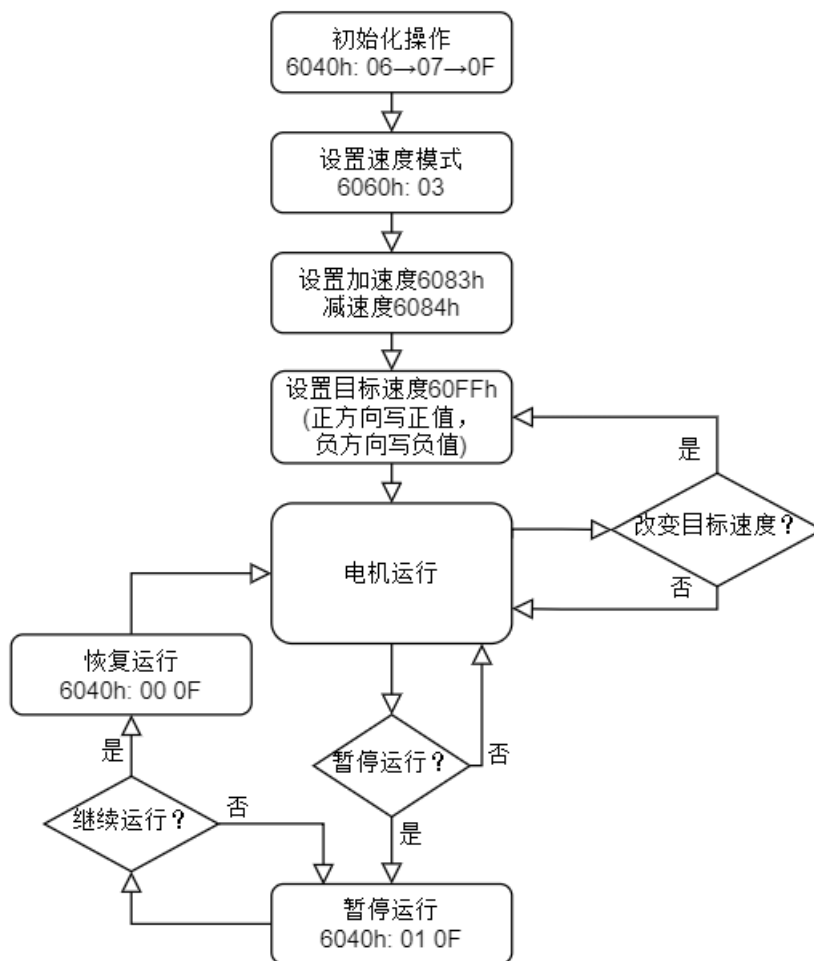 初始化操作
6040h: 06→07→0F
设置速度模式
6060h: 03
设置加速度6083h
减速度6084h
设置目标速度60FFh
(正方向写正值，
负方向写负值)
是
改变目标速度？
电机运行
否
恢复运行
6040h: 00 0F
是
暂停运行？
否
继续运行？
否
是
暂停运行
6040h: 01 0F